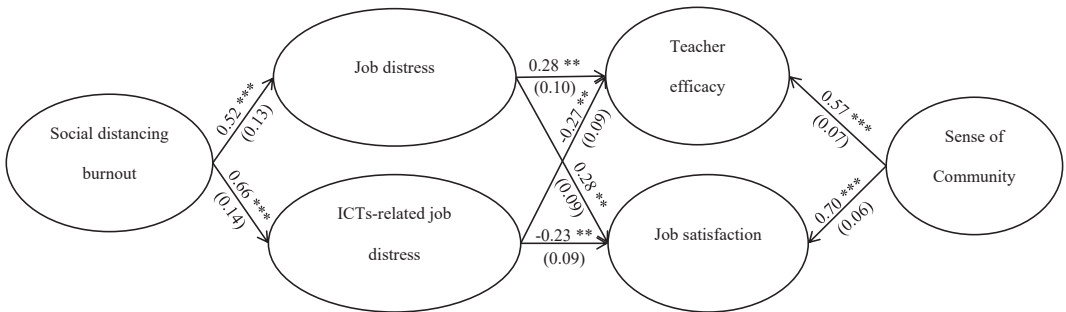 Social distancing
burnout
0.52 ***
(0.13)
0.66 ***
(0.14)
Job distress
ICTs-related job
distress
0.28 **
(0.10)
-0.27 **
(0.09)
0.28 **
(0.09)
-0.23 **
(0.09)
Teacher
efficacy
Job satisfaction
0.57 ***
(0.07)
0.70 ***
(0.06)
Sense of
Community